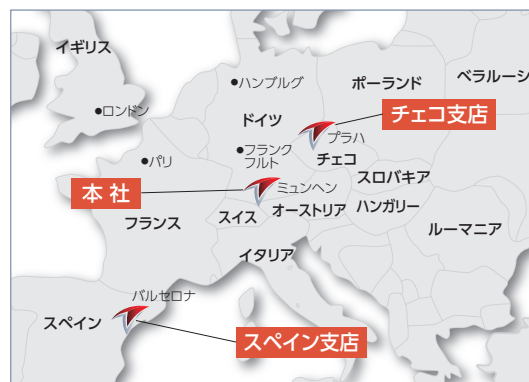 イギリス
●ロンドン
●ハンブルグ
ポーランド
ベラルーシ
ドイツ
チェコ支店
プラハ
●フランク
フルト
チェコ
●パリ
スロバキア
本社
ミュンヘン
フランス
スイス
オーストリア
ハンガリー
ルーマニア
イタリア
バルセロナ
スペイン
スペイン支店